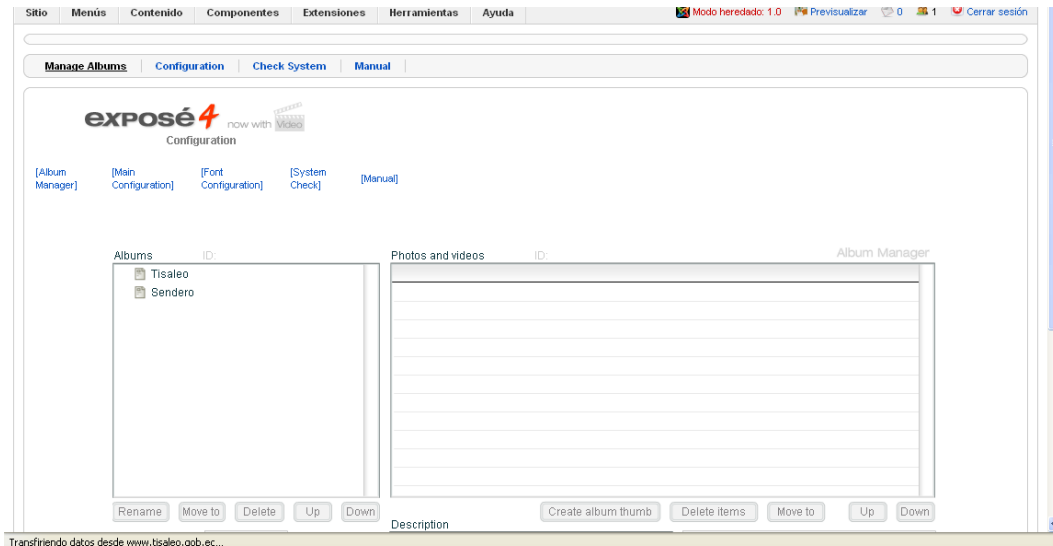 Sitio Menús Contenido Componentes Extensiones Herramientas Ayuda Modo heredado: 1.0 Previsualizar 0 1 Cerrar sesión
Manage Albums Configuration Check System Manual
exposé 4 now with Video
Configuration
[Album Manager] [Main Configuration] [Font Configuration] [System Check] [Manual]
Albums ID: Photos and videos ID: Album Manager
Tisaleo
Sendero
Rename Move to Delete Up Down Create album thumb Delete items Move to Up Down
Description
Transfiriendo datos desde www.tisaleo.gob.ec...